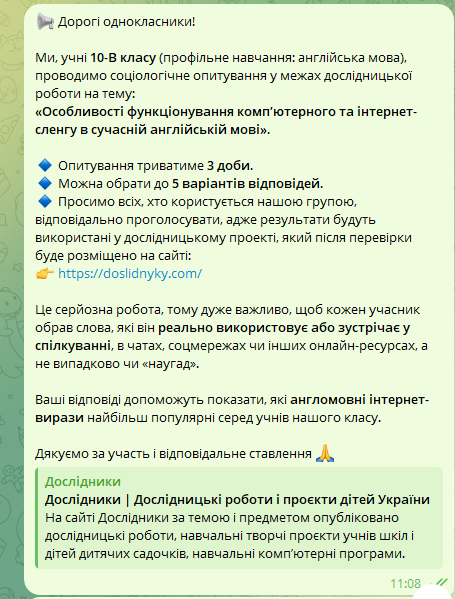 Дорогі однокласники!
Ми, учні 10-В класу (профільне навчання: англійська мова),
проводимо соціологічне опитування у межах дослідницької
роботи на тему:
«Особливості функціонування комп’ютерного та інтернет-
сленгу в сучасній англійській мові».
Опитування триватиме 3 доби.
Можна обрати до 5 варіантів відповідей.
Просимо всіх, хто користується нашою групою,
відповідально проголосувати, адже результати будуть
використані у дослідницькому проекті, який після перевірки
буде розміщено на сайті:
https://doslidnyky.com/
Це серйозна робота, тому дуже важливо, щоб кожен учасник
обрав слова, які він реально використовує або зустрічає у
спілкуванні, в чатах, соцмережах чи інших онлайн-ресурсах, а
не випадково чи «наугад».
Ваші відповіді допоможуть показати, які англомовні інтернет-
вирази найбільш популярні серед учнів нашого класу.
Дякуємо за участь і відповідальне ставлення
Дослідники
Дослідники | Дослідницькі роботи і проєкти дітей України
На сайті Дослідники за темою і предметом опубліковано
дослідницькі роботи, навчальні творчі проєкти учнів шкіл і
дітей дитячих садочків, навчальні комп’ютерні програми.
11:08